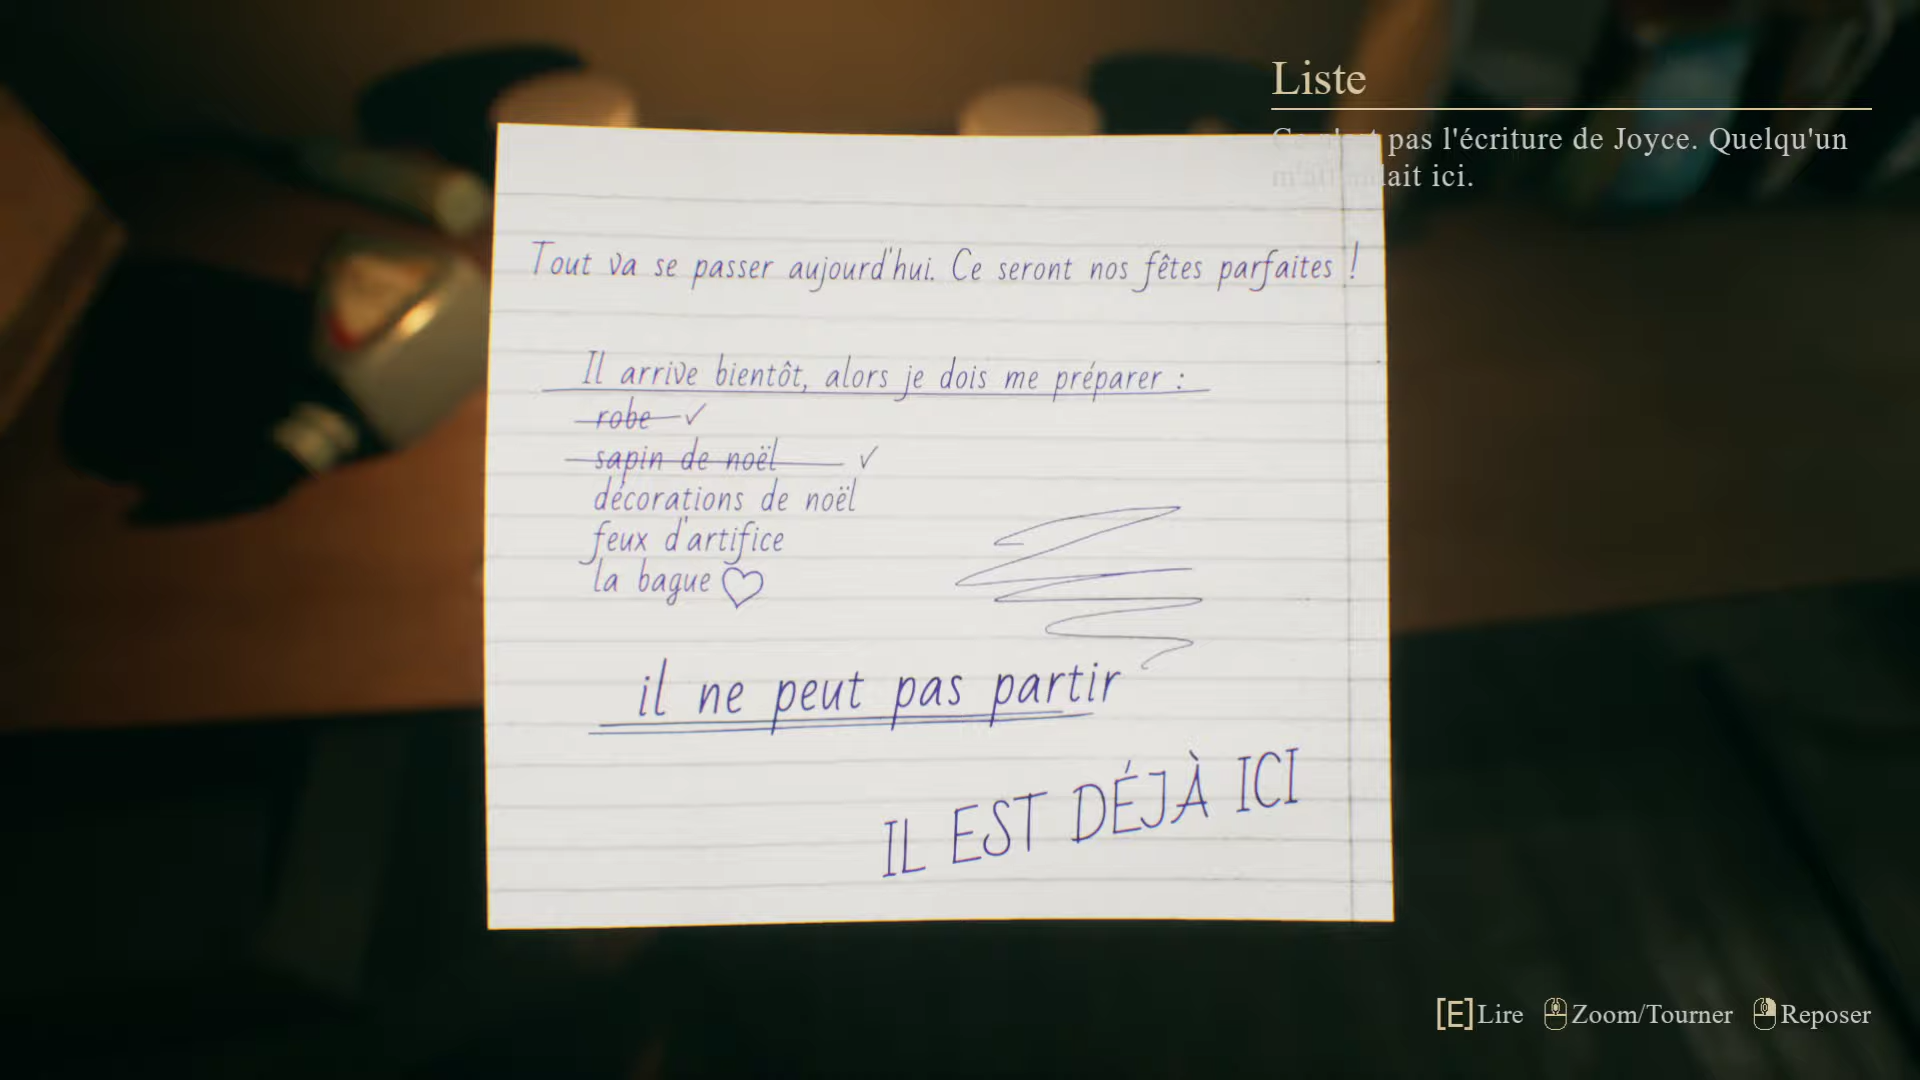 Liste
pas l'écriture de Joyce. Quelqu'un
ici.
Tout va se passer aujourd'hui. Ce seront nos fêtes parfaites !
Il arrive bientôt, alors je dois me préparer :
robe ✓
sapin de noël ✓
décorations de noël
feux d'artifice
la bague ♡
il ne peut pas partir
IL EST DÉJÀ ICI
[E] Lire Zoom/Tourner Reposer